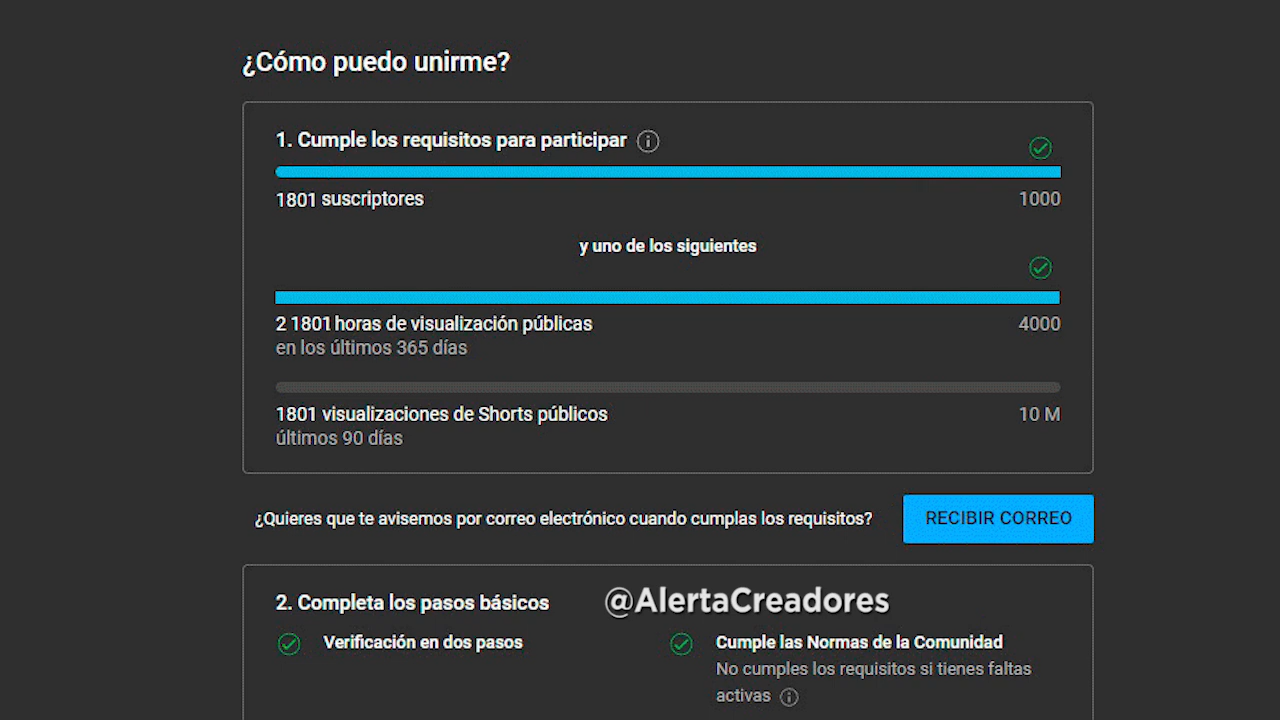 ¿Cómo puedo unirme?
1. Cumple los requisitos para participar
1801 suscriptores 1000
y uno de los siguientes
2 1801 horas de visualización públicas 4000
en los últimos 365 días
1801 visualizaciones de Shorts públicos 10 M
últimos 90 días
¿Quieres que te avisemos por correo electrónico cuando cumplas los requisitos? RECIBIR CORREO
2. Completa los pasos básicos @AlertaCreadores
Verificación en dos pasos Cumple las Normas de la Comunidad
No cumples los requisitos si tienes faltas
activas